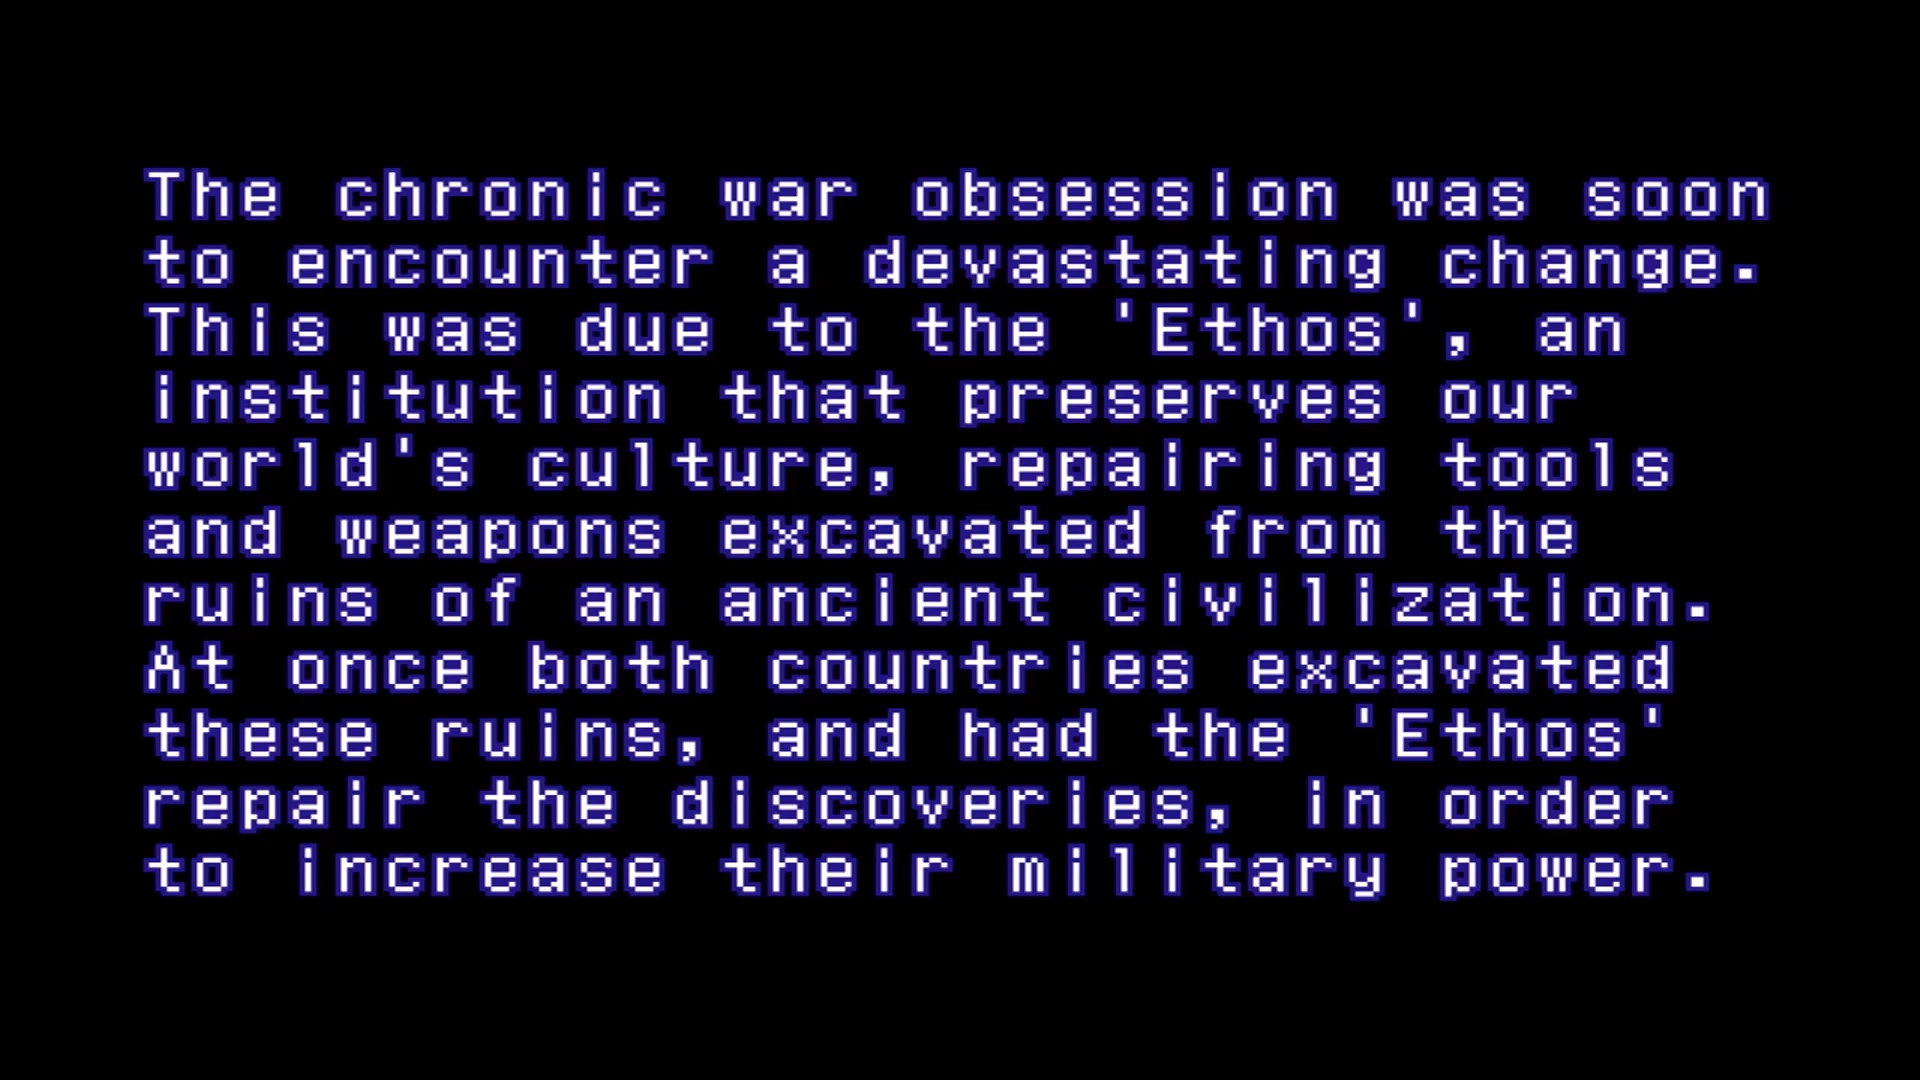 The chronic war obsession was soon
to encounter a devastating change.
This was due to the 'Ethos', an
institution that preserves our
world's culture, repairing tools
and weapons excavated from the
ruins of an ancient civilization.
At once both countries excavated
these ruins, and had the 'Ethos'
repair the discoveries, in order
to increase their military power.